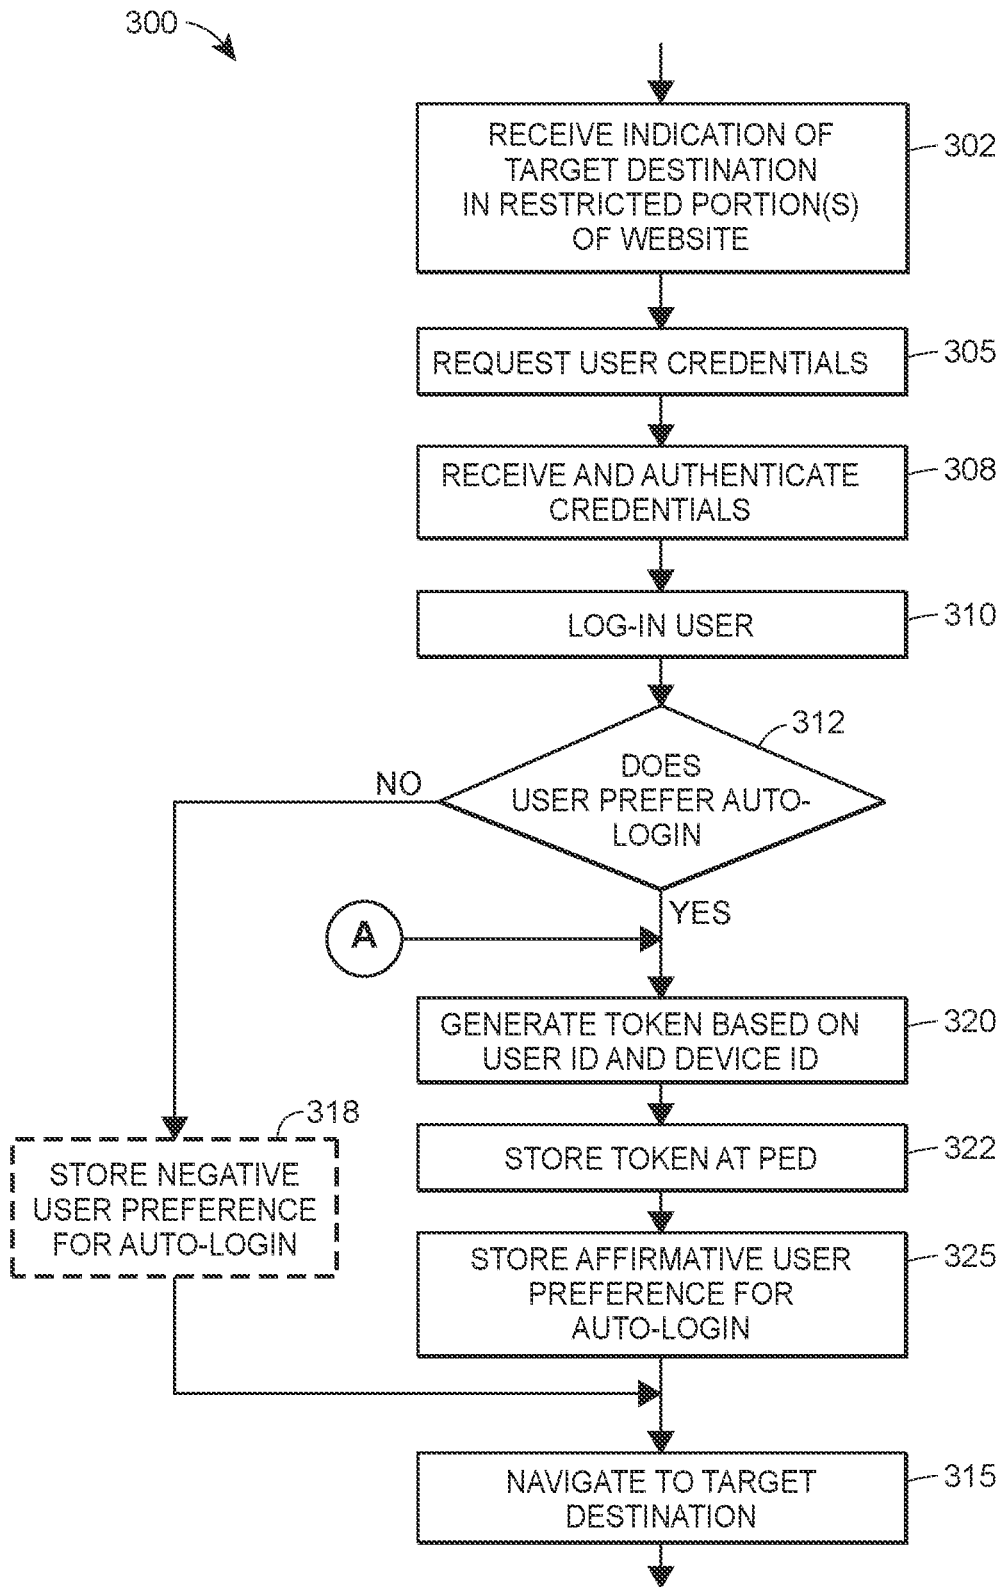 300
RECEIVE INDICATION OF
TARGET DESTINATION
IN RESTRICTED PORTION(S)
OF WEBSITE
302
REQUEST USER CREDENTIALS
305
RECEIVE AND AUTHENTICATE
CREDENTIALS
308
LOG-IN USER
310
312
DOES
USER PREFER AUTO-
LOGIN
NO
YES
A
GENERATE TOKEN BASED ON
USER ID AND DEVICE ID
320
318
STORE NEGATIVE
USER PREFERENCE
FOR AUTO-LOGIN
STORE TOKEN AT PED
322
STORE AFFIRMATIVE USER
PREFERENCE FOR
AUTO-LOGIN
325
NAVIGATE TO TARGET
DESTINATION
315